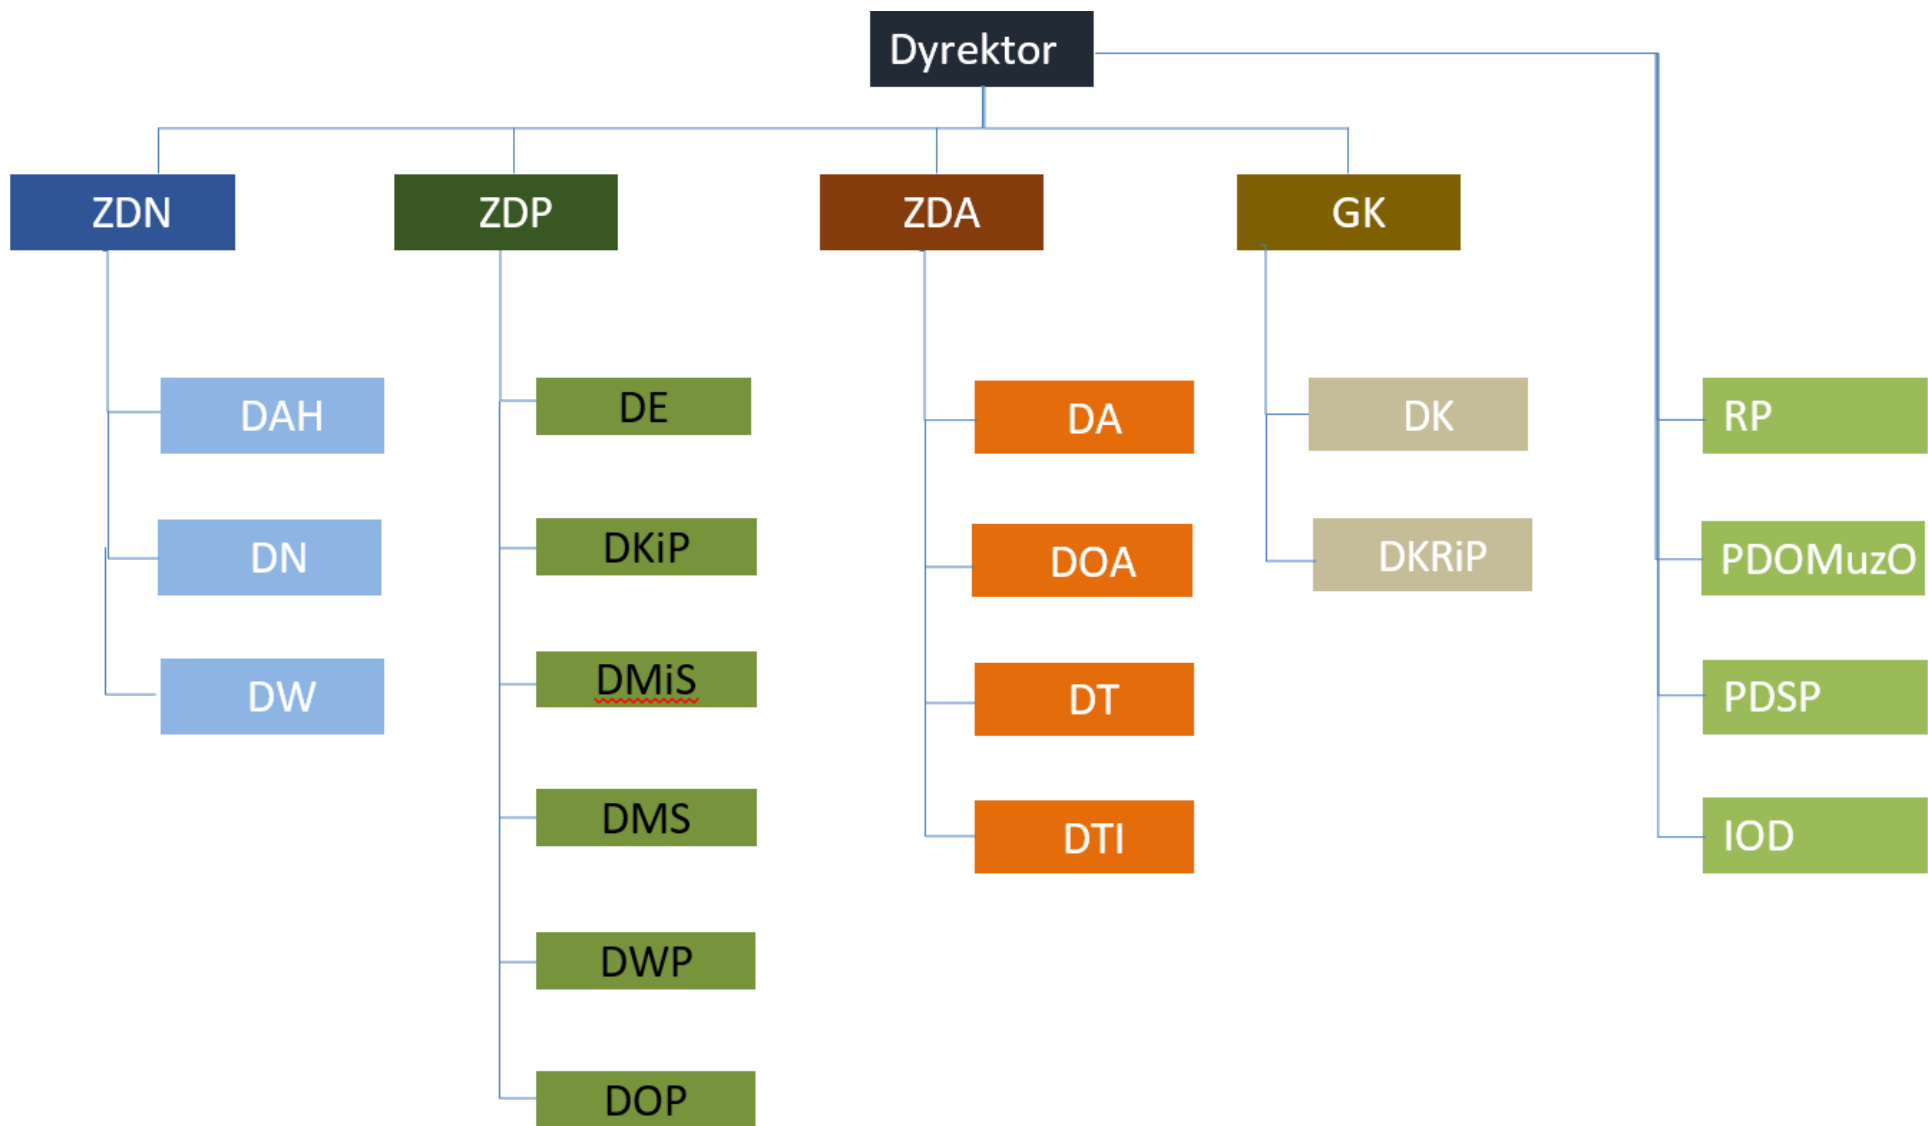 Dyrektor
ZDN
ZDP
ZDA
GK
DAH
DE
DA
DK
RP
DN
DKiP
DOA
DKRiP
PDOMuzO
DW
DMiS
DT
PDSP
DMS
DTI
IOD
DWP
DOP